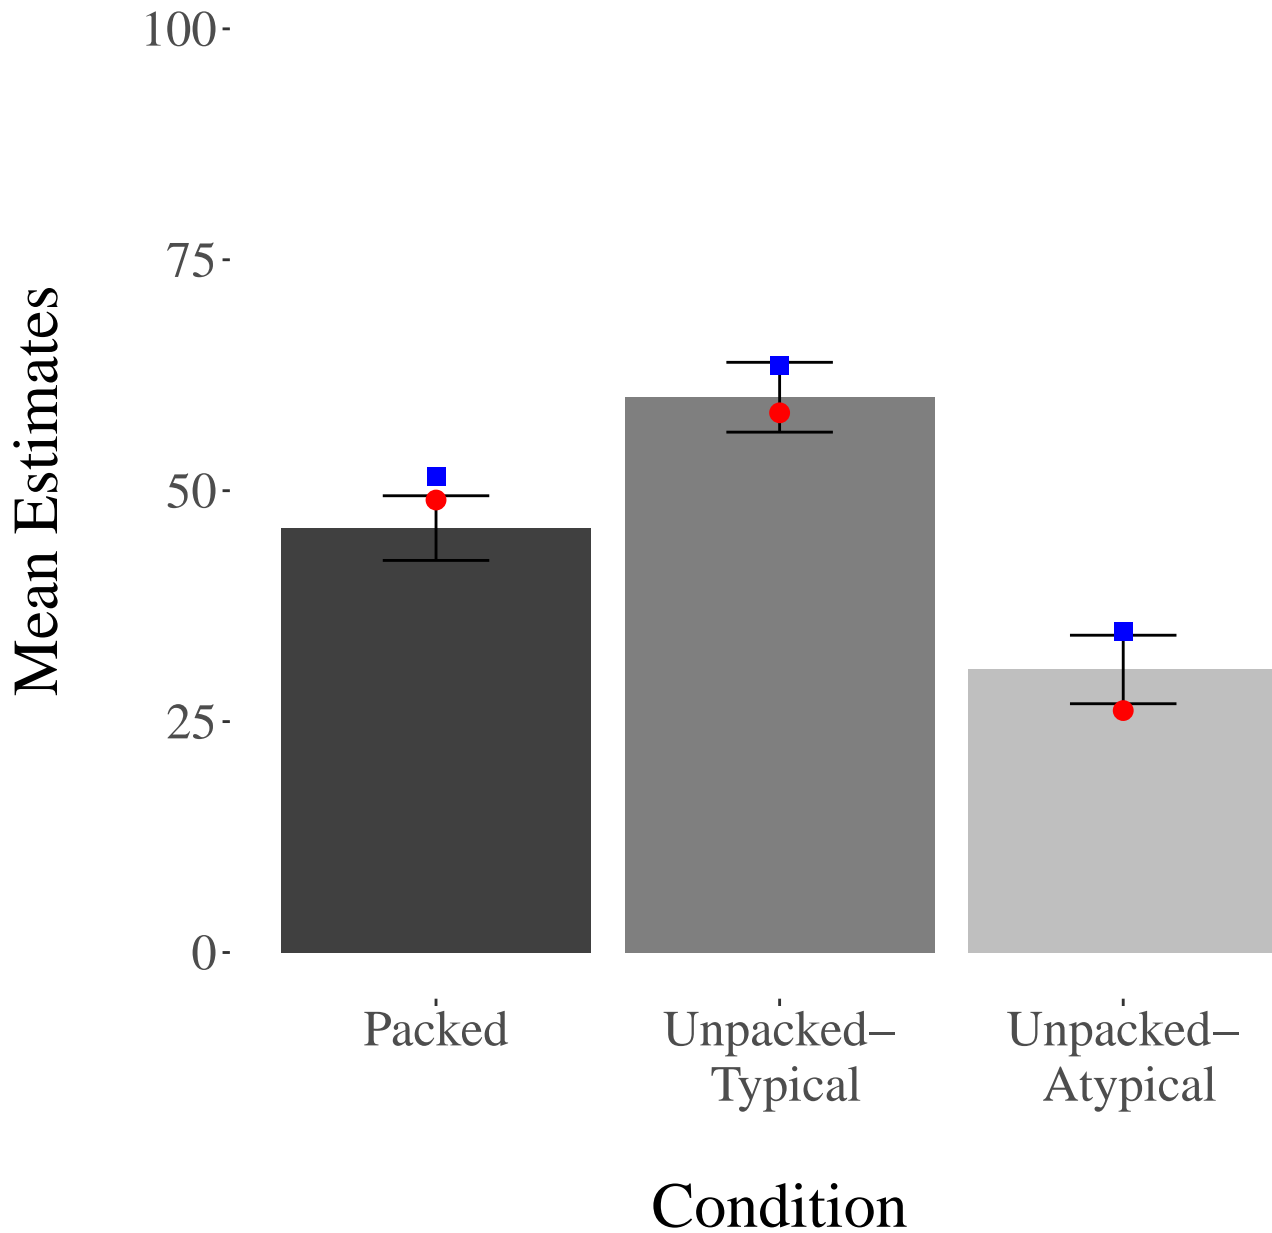 100
75
50
25
0
Mean Estimates
Packed
Unpacked–
Typical
Unpacked–
Atypical
Condition